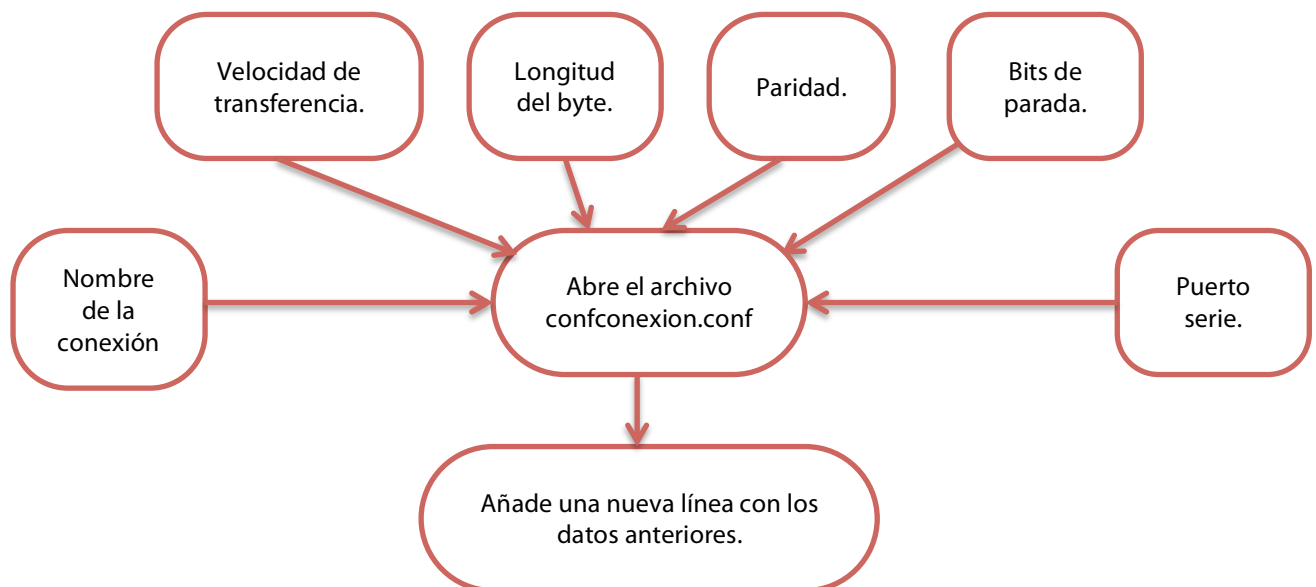 Velocidad de
transferencia.
Longitud
del byte.
Paridad.
Bits de
parada.
Nombre
de la
conexión
Abre el archivo
confconexion.conf
Puerto
serie.
Añade una nueva línea con los
datos anteriores.